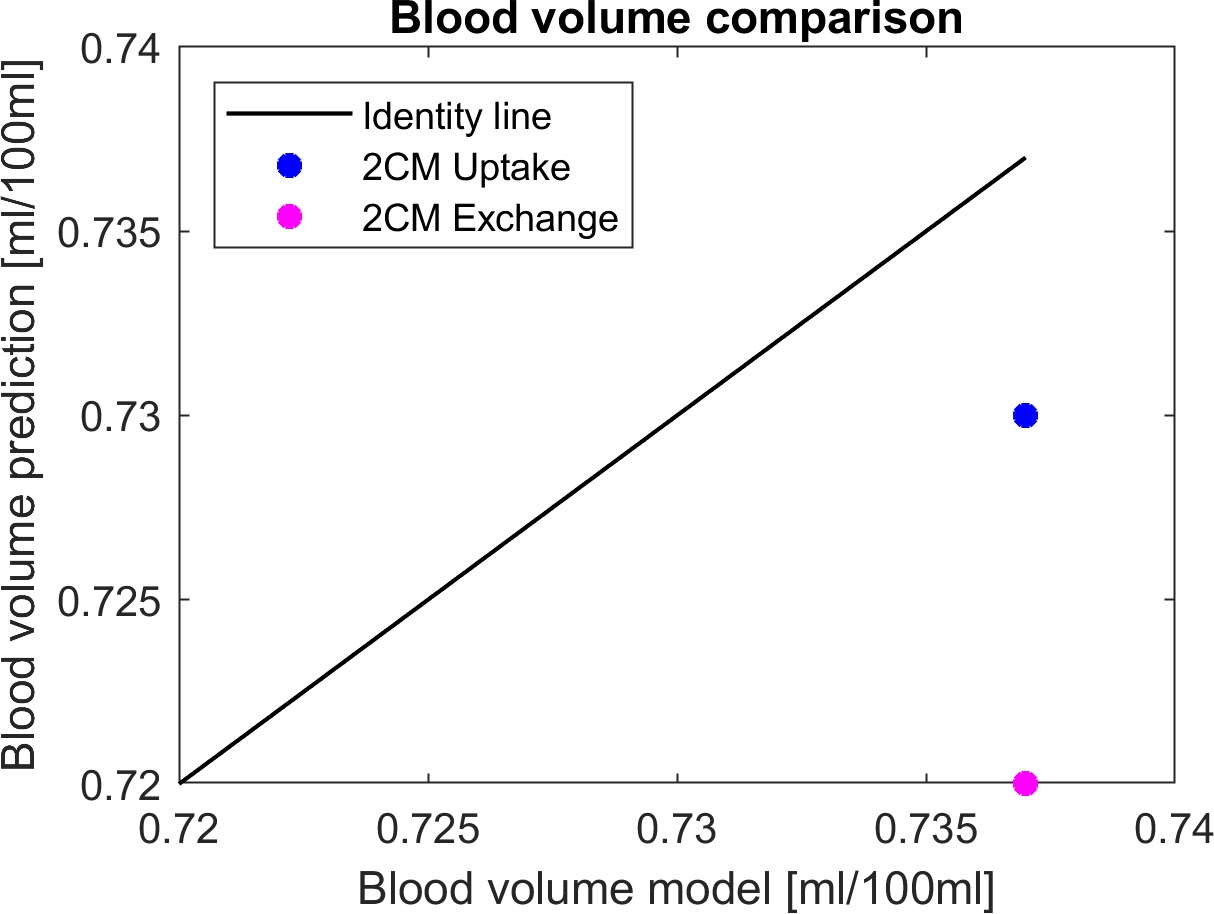 Blood volume comparison
Blood volume prediction [ml/100ml]
0.74
0.735
0.73
0.725
0.72
Identity line
2CM Uptake
2CM Exchange
0.72 0.725 0.73 0.735 0.74
Blood volume model [ml/100ml]